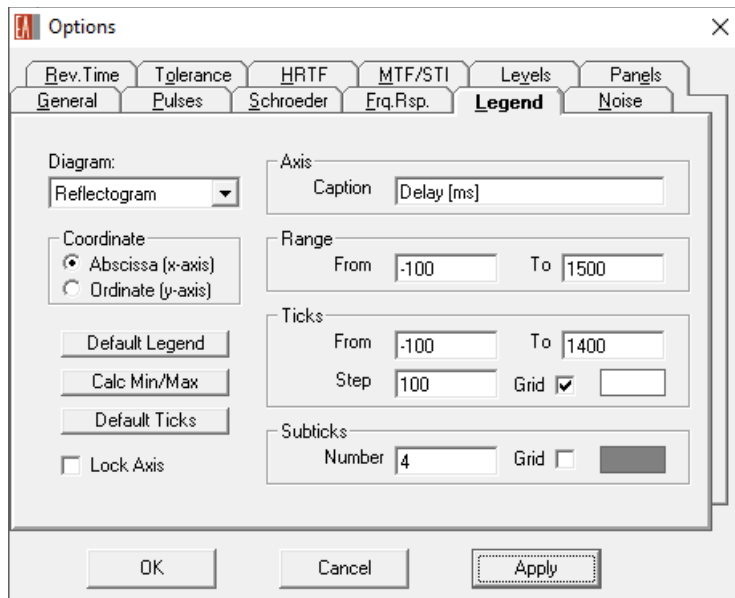 EA Options
Rev.Time Tolerance HRTF MTF/STI Levels Panels
General Pulses Schroeder Frq.Rsp. Legend Noise
Diagram:
Reflectogram
Coordinate
Abscissa (x-axis)
Ordinate (y-axis)
Default Legend
Calc Min/Max
Default Ticks
Lock Axis
Axis
Caption Delay [ms]
Range
From -100 To 1500
Ticks
From -100 To 1400
Step 100 Grid
Subticks
Number 4 Grid
OK Cancel Apply